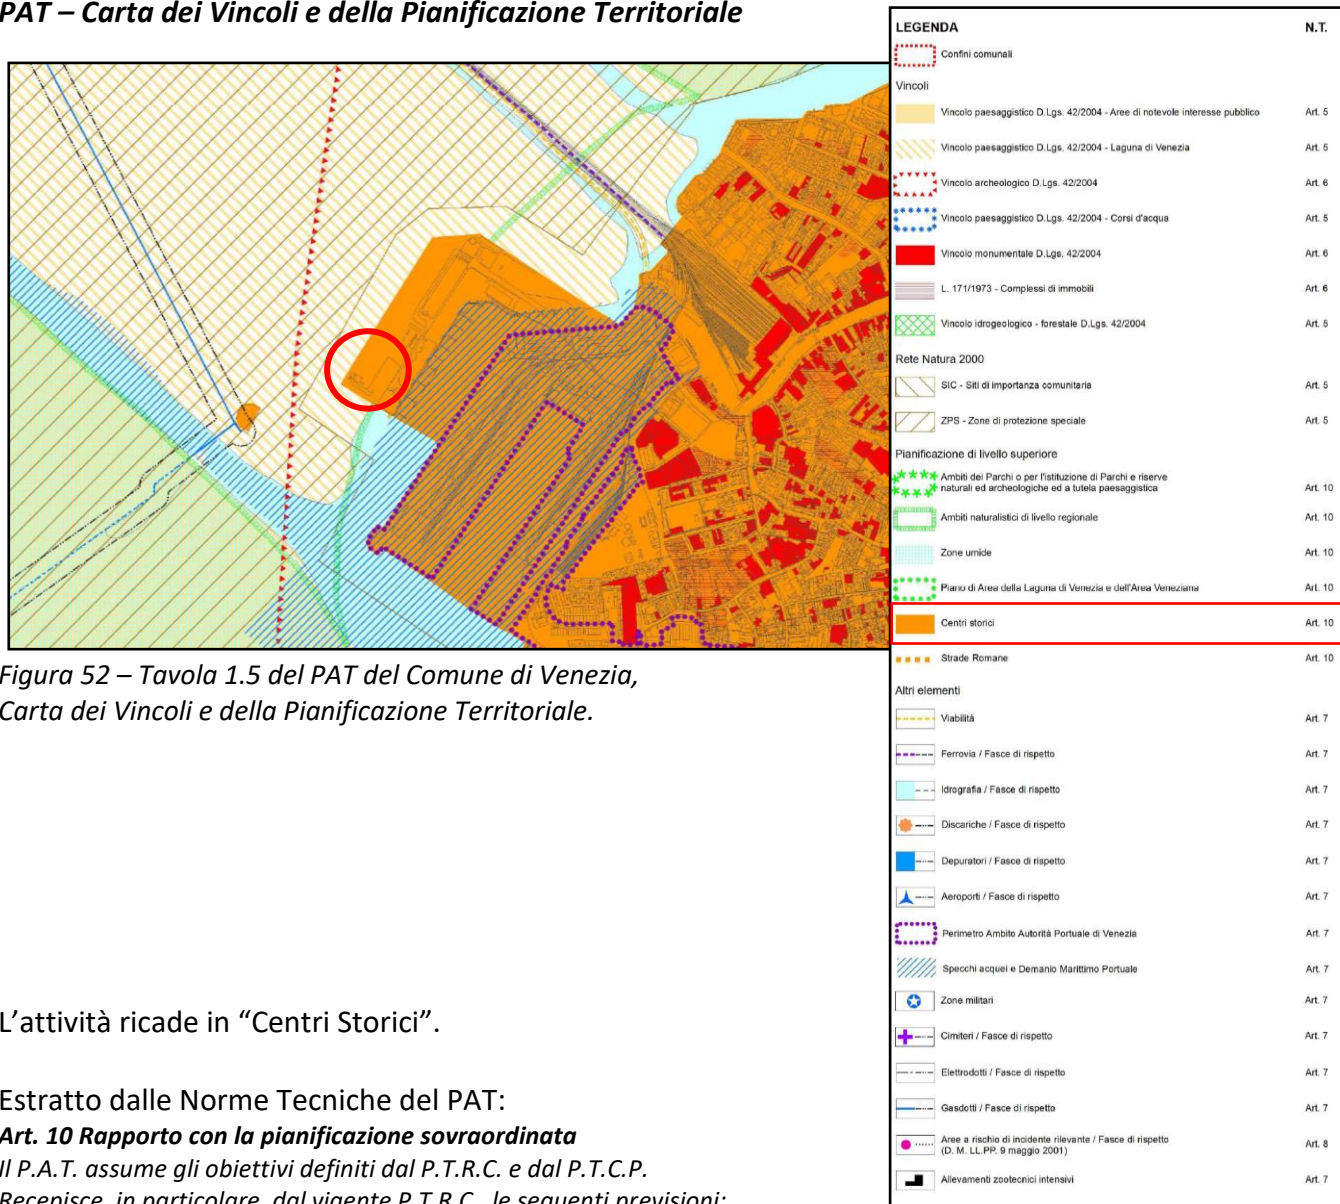 PAT – Carta dei Vincoli e della Pianificazione Territoriale
LEGENDA N.T.
Confini comunali
Vincoli
Vincolo paesaggistico D.Lgs. 42/2004 - Aree di notevole interesse pubblico Art. 5
Vincolo paesaggistico D.Lgs. 42/2004 - Laguna di Venezia Art. 5
Vincolo archeologico D.Lgs. 42/2004 Art. 6
Vincolo paesaggistico D.Lgs. 42/2004 - Corsi d'acqua Art. 5
Vincolo monumentale D.Lgs. 42/2004 Art. 6
L. 171/1973 - Complessi di immobili Art. 6
Vincolo idrogeologico - forestale D.Lgs. 42/2004 Art. 5
Rete Natura 2000
SIC - Siti di importanza comunitaria Art. 5
ZPS - Zone di protezione speciale Art. 5
Pianificazione di livello superiore
Ambiti dei Parchi o per l'istituzione di Parchi e riserve
naturali ed archeologiche ed a tutela paesaggistica Art. 10
Ambiti naturalistici di livello regionale Art. 10
Zone umide Art. 10
Piano di Area della Laguna di Venezia e dell'Area Veneziana Art. 10
Centri storici Art. 10
Strade Romane Art. 10
Altri elementi
Viabilità Art. 7
Ferrovia / Fasce di rispetto Art. 7
Idrografia / Fasce di rispetto Art. 7
Discariche / Fasce di rispetto Art. 7
Depuratori / Fasce di rispetto Art. 7
Aeroporti / Fasce di rispetto Art. 7
Perimetro Ambito Autorità Portuale di Venezia Art. 7
Specchi acquei e Demanio Marittimo Portuale Art. 7
Zone militari Art. 7
Cimiteri / Fasce di rispetto Art. 7
Elettrodotti / Fasce di rispetto Art. 7
Gasdotti / Fasce di rispetto Art. 7
Aree a rischio di incidente rilevante / Fasce di rispetto
(D. M. LL.PP. 9 maggio 2001) Art. 8
Allevamenti zootecnici intensivi Art. 7
Figura 52 – Tavola 1.5 del PAT del Comune di Venezia,
Carta dei Vincoli e della Pianificazione Territoriale.
L'attività ricade in “Centri Storici”.
Estratto dalle Norme Tecniche del PAT:
Art. 10 Rapporto con la pianificazione sovraordinata
Il P.A.T. assume gli obiettivi definiti dal P.T.R.C. e dal P.T.C.P.
Recepisce, in particolare, dal vigente P.T.R.C., le seguenti previsioni: